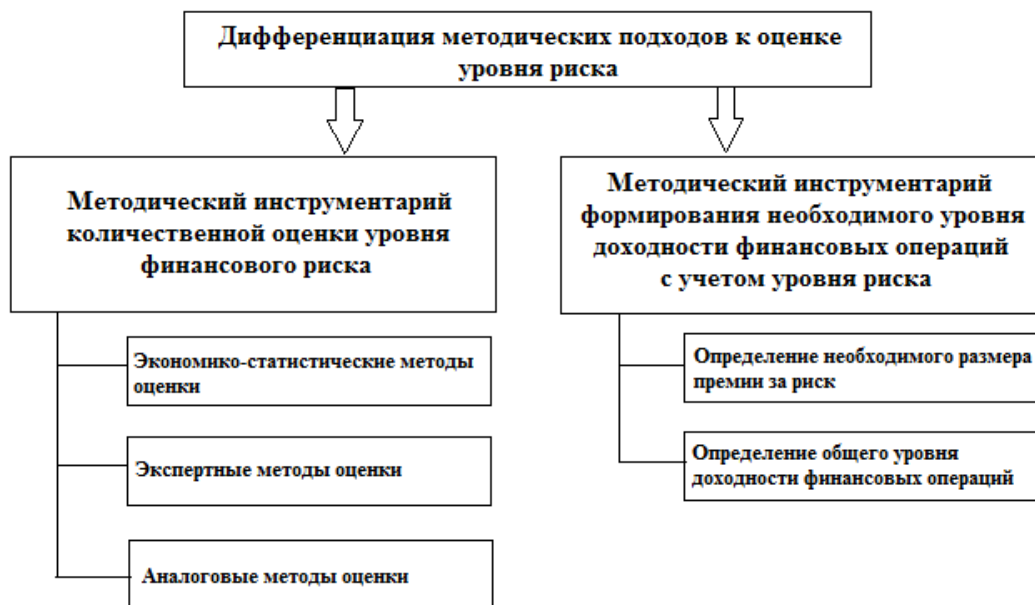 Дифференциация методических подходов к оценке
уровня риска
Методический инструментарий
количественной оценки уровня
финансового риска
Методический инструментарий
формирования необходимого уровня
доходности финансовых операций
с учетом уровня риска
Экономико-статистические методы
оценки
Экспертные методы оценки
Аналоговые методы оценки
Определение необходимого размера
премии за риск
Определение общего уровня
доходности финансовых операций